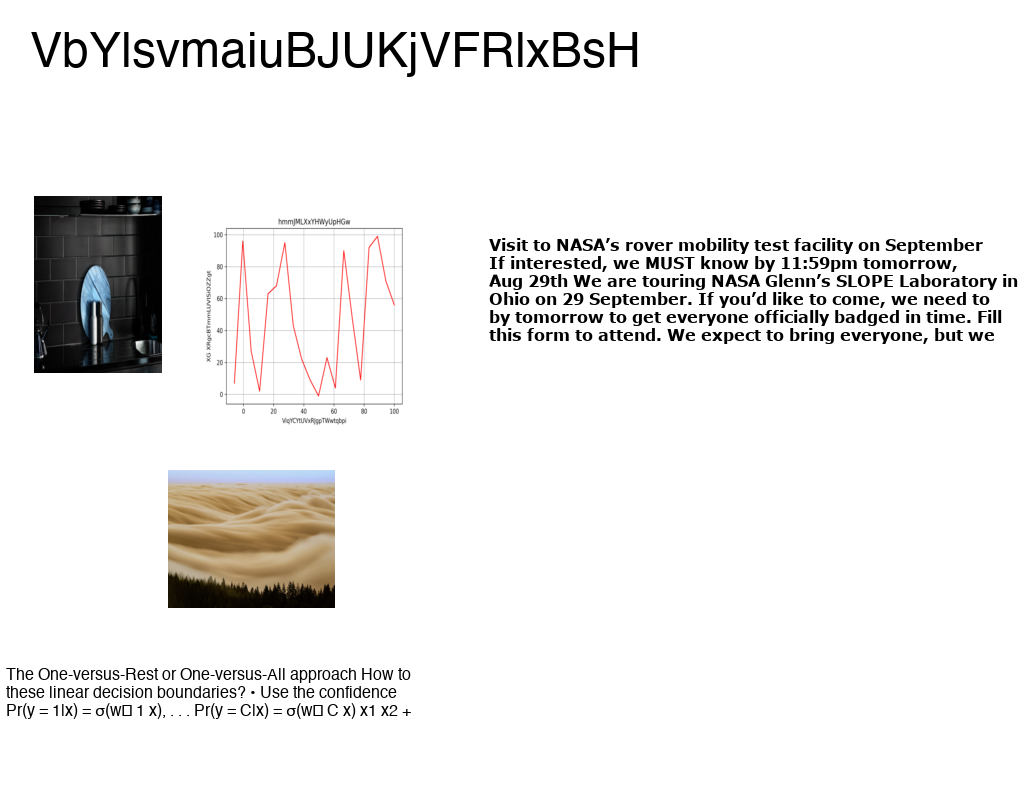 VbYlsvmaiuBJUKjVFRlxBsH
hmmJMLXxYHWyUpHGw
100
80
60
40
20
0
0 20 40 60 80 100
Visit to NASA’s rover mobility test facility on September
If interested, we MUST know by 11:59pm tomorrow,
Aug 29th We are touring NASA Glenn’s SLOPE Laboratory in
Ohio on 29 September. If you’d like to come, we need to
by tomorrow to get everyone officially badged in time. Fill
this form to attend. We expect to bring everyone, but we
The One-versus-Rest or One-versus-All approach How to
these linear decision boundaries? • Use the confidence
Pr(y = 1|x) = σ(w□ 1 x), . . . Pr(y = C|x) = σ(w□ C x) x1 x2 +